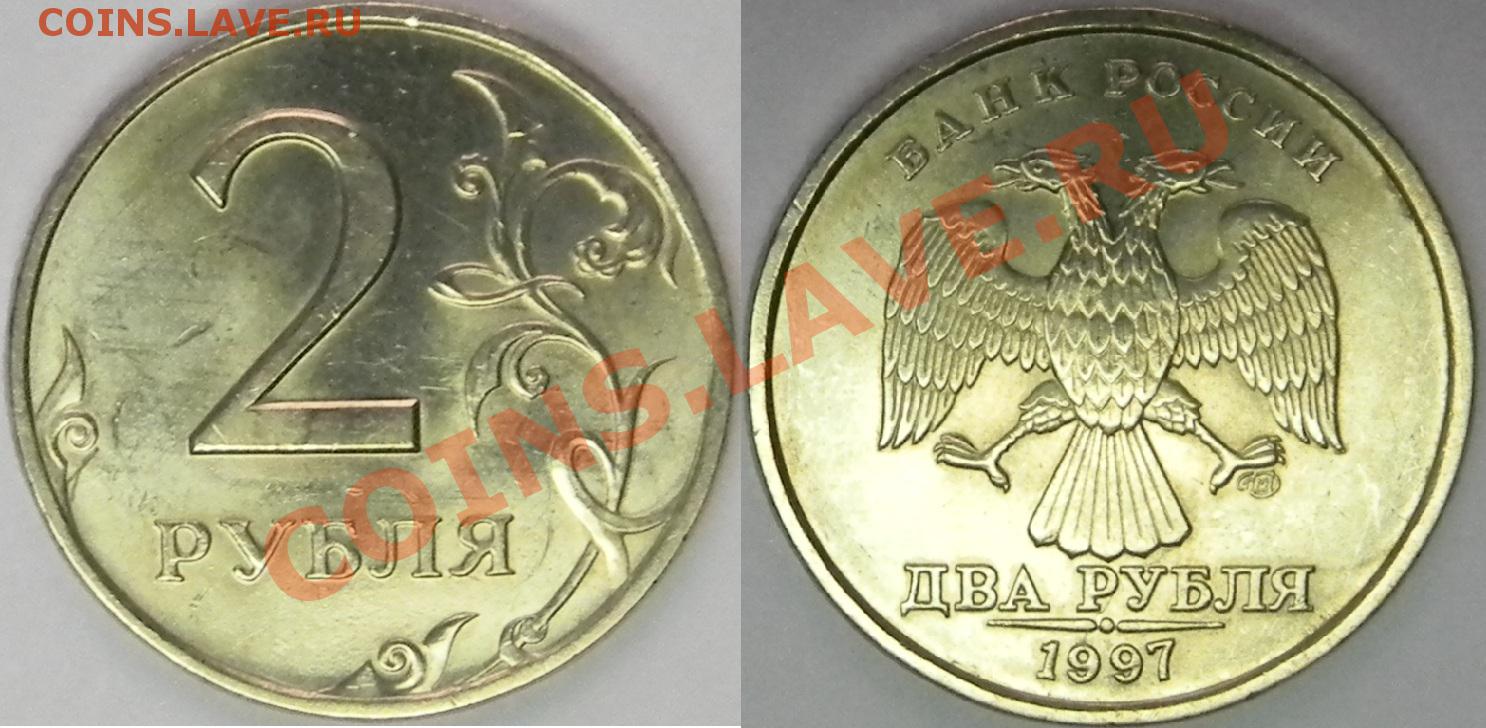 COINS.LAVE.RU
2
РУБЛЯ
COINS.LAVE.RU
БАНК РОССИИ
ДВА РУБЛЯ
1997